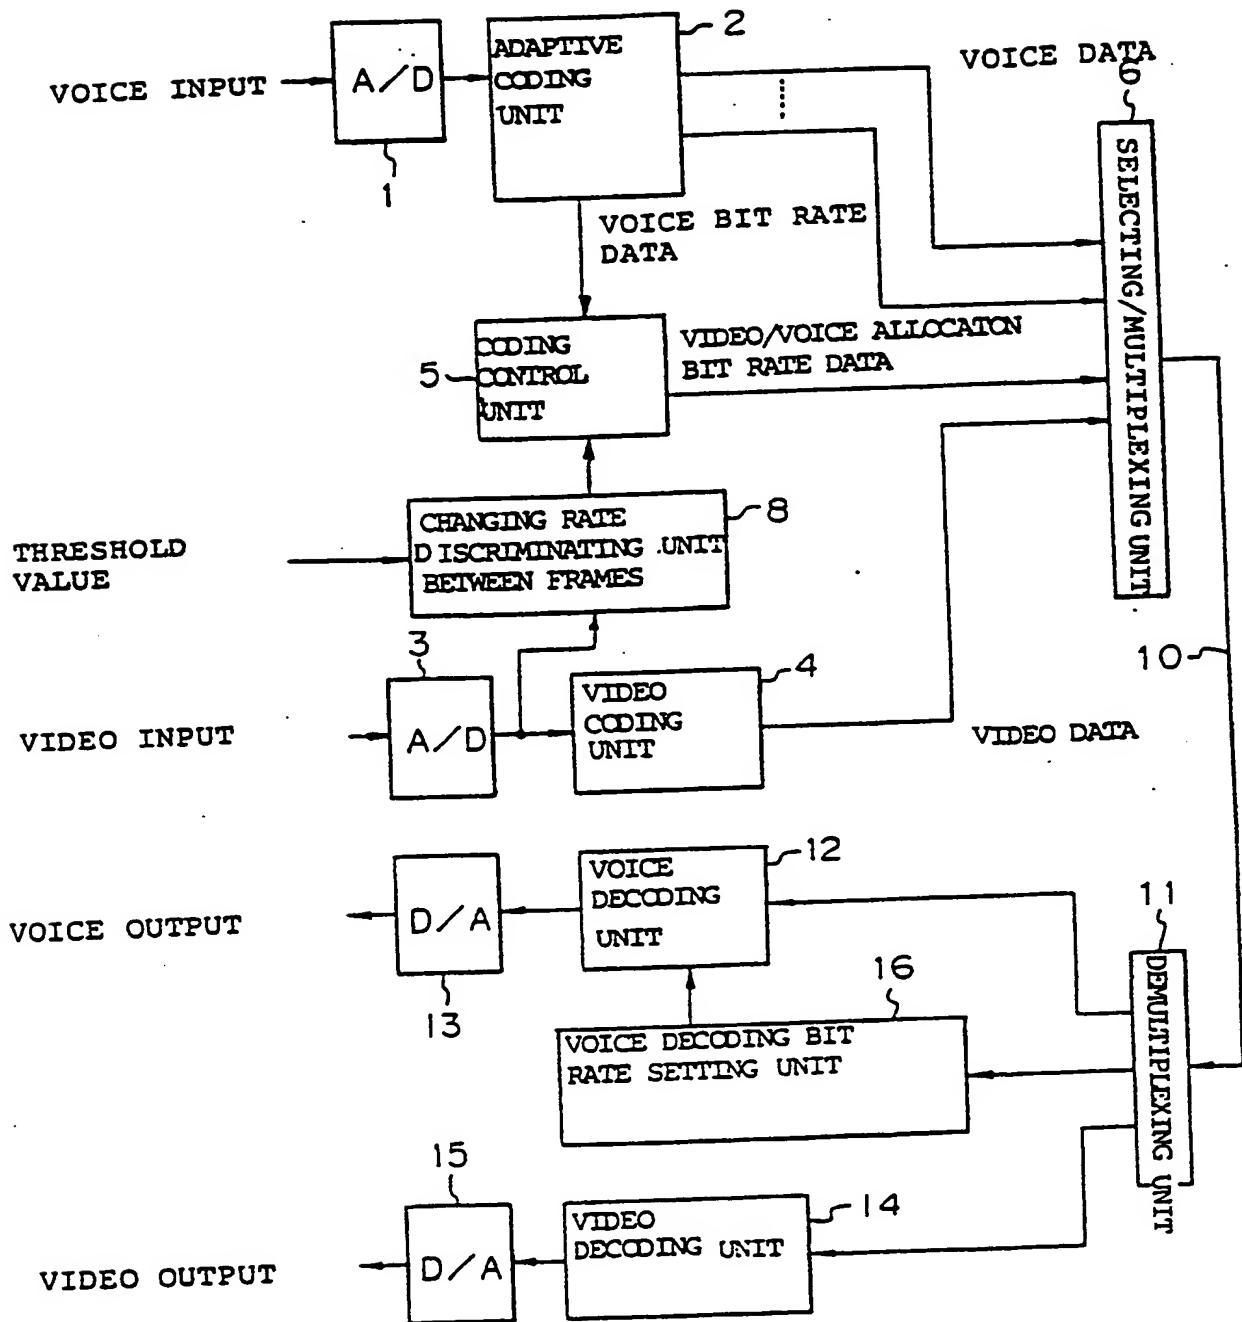 2
ADAPTIVE
CODING
UNIT
VOICE INPUT
A/D
1
VOICE DATA
6
SELECTING/MULTIPLEXING UNIT
VOICE BIT RATE
DATA
5
CODING
CONTROL
UNIT
VIDEO/VOICE ALLOCATON
BIT RATE DATA
8
CHANGING RATE
DISCRIMINATING UNIT
BETWEEN FRAMES
THRESHOLD
VALUE
3
A/D
VIDEO INPUT
4
VIDEO
CODING
UNIT
VIDEO DATA
10
12
VOICE
DECODING
UNIT
D/A
13
VOICE OUTPUT
11
DEMULTIPLEXING UNIT
16
VOICE DECODING BIT
RATE SETTING UNIT
15
D/A
VIDEO OUTPUT
14
VIDEO
DECODING UNIT